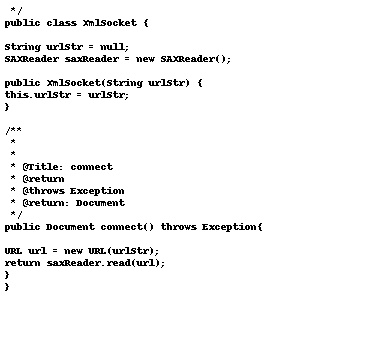 */
public class XmlSocket {
String urlStr = null;
SAXReader saxReader = new SAXReader();
public XmlSocket(String urlStr) {
this.urlStr = urlStr;
}
/**
*
*
* @Title: connect
* @return
* @throws Exception
* @return: Document
*/
public Document connect() throws Exception{
URL url = new URL(urlStr);
return saxReader.read(url);
}
}